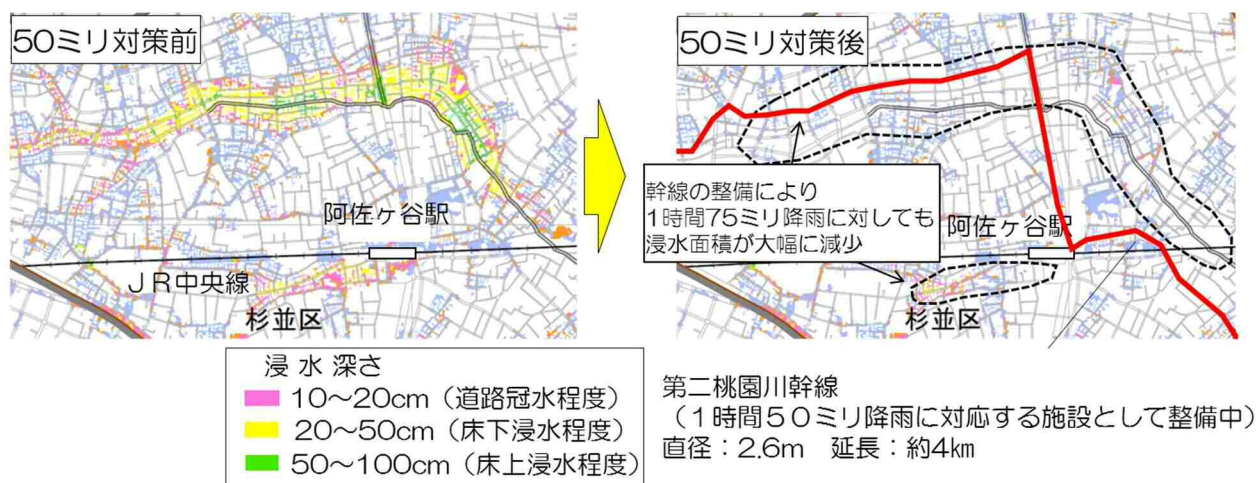 50ミリ対策前
阿佐ヶ谷駅
JR中央線
杉並区
50ミリ対策後
幹線の整備により
1時間75ミリ降雨に対しても
浸水面積が大幅に減少
阿佐ヶ谷駅
杉並区
浸 水 深さ
10～20cm（道路冠水程度）
20～50cm（床下浸水程度）
50～100cm（床上浸水程度）
第二桃園川幹線
（1時間50ミリ降雨に対応する施設として整備中）
直径：2.6m　延長：約4km